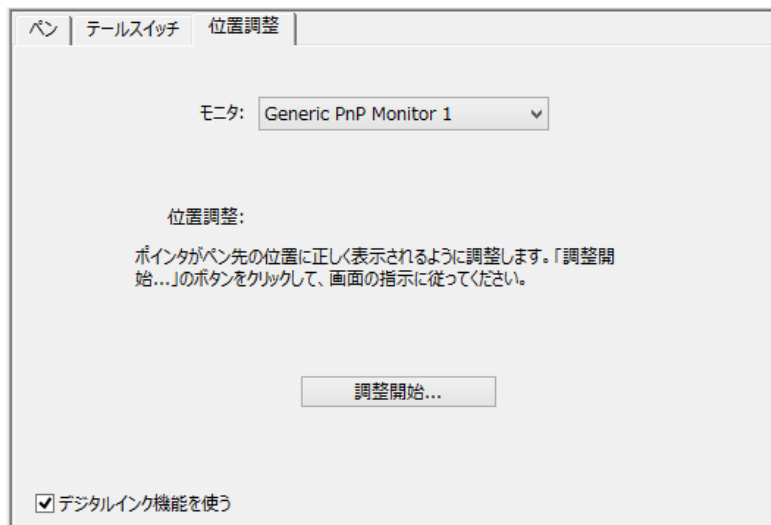 ペン テールスイッチ 位置調整
モニタ: Generic PnP Monitor 1
位置調整:
ポインタがペン先の位置に正しく表示されるように調整します。「調整開
始...」のボタンをクリックして、画面の指示に従ってください。
調整開始...
デジタルインク機能を使う